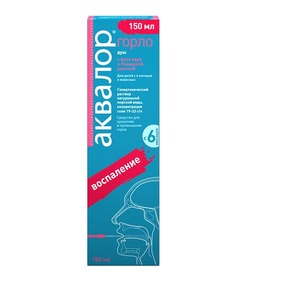 150 мл
аквалор®
горло
душ
с алоэ вера
и Римской
ромашкой
Для детей с 6 месяцев
и взрослых
Гипертонический
раствор
натуральной
морской воды,
концентрация
соли 19-23 г/л
Средство для
орошения
и промывания
горла
с 6
месяцев
воспаление
150 мл